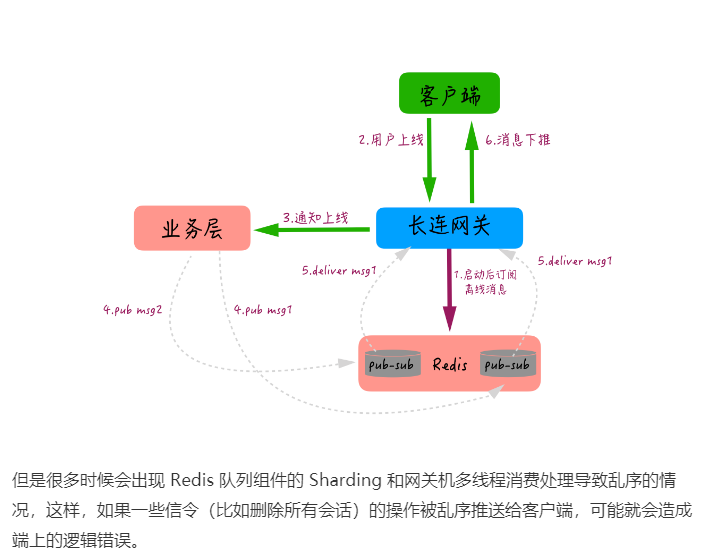 客户端
2.用户上线
6.消息下推
业务层
3.通知上线
长连网关
5.deliver msg1
1.启动后订阅
离线消息
5.deliver msg1
4.pub msg2
4.pub msg1
pub-sub
Redis
pub-sub
但是很多时候会出现 Redis 队列组件的 Sharding 和网关机多线程消费处理导致乱序的情
况，这样，如果一些信令（比如删除所有会话）的操作被乱序推送给客户端，可能就会造成
端上的逻辑错误。